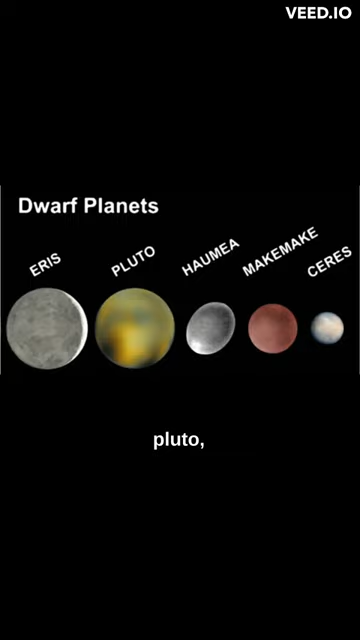 VEED.IO
Dwarf Planets
ERIS
PLUTO
HAUMEA
MAKEMAKE
CERES
pluto,